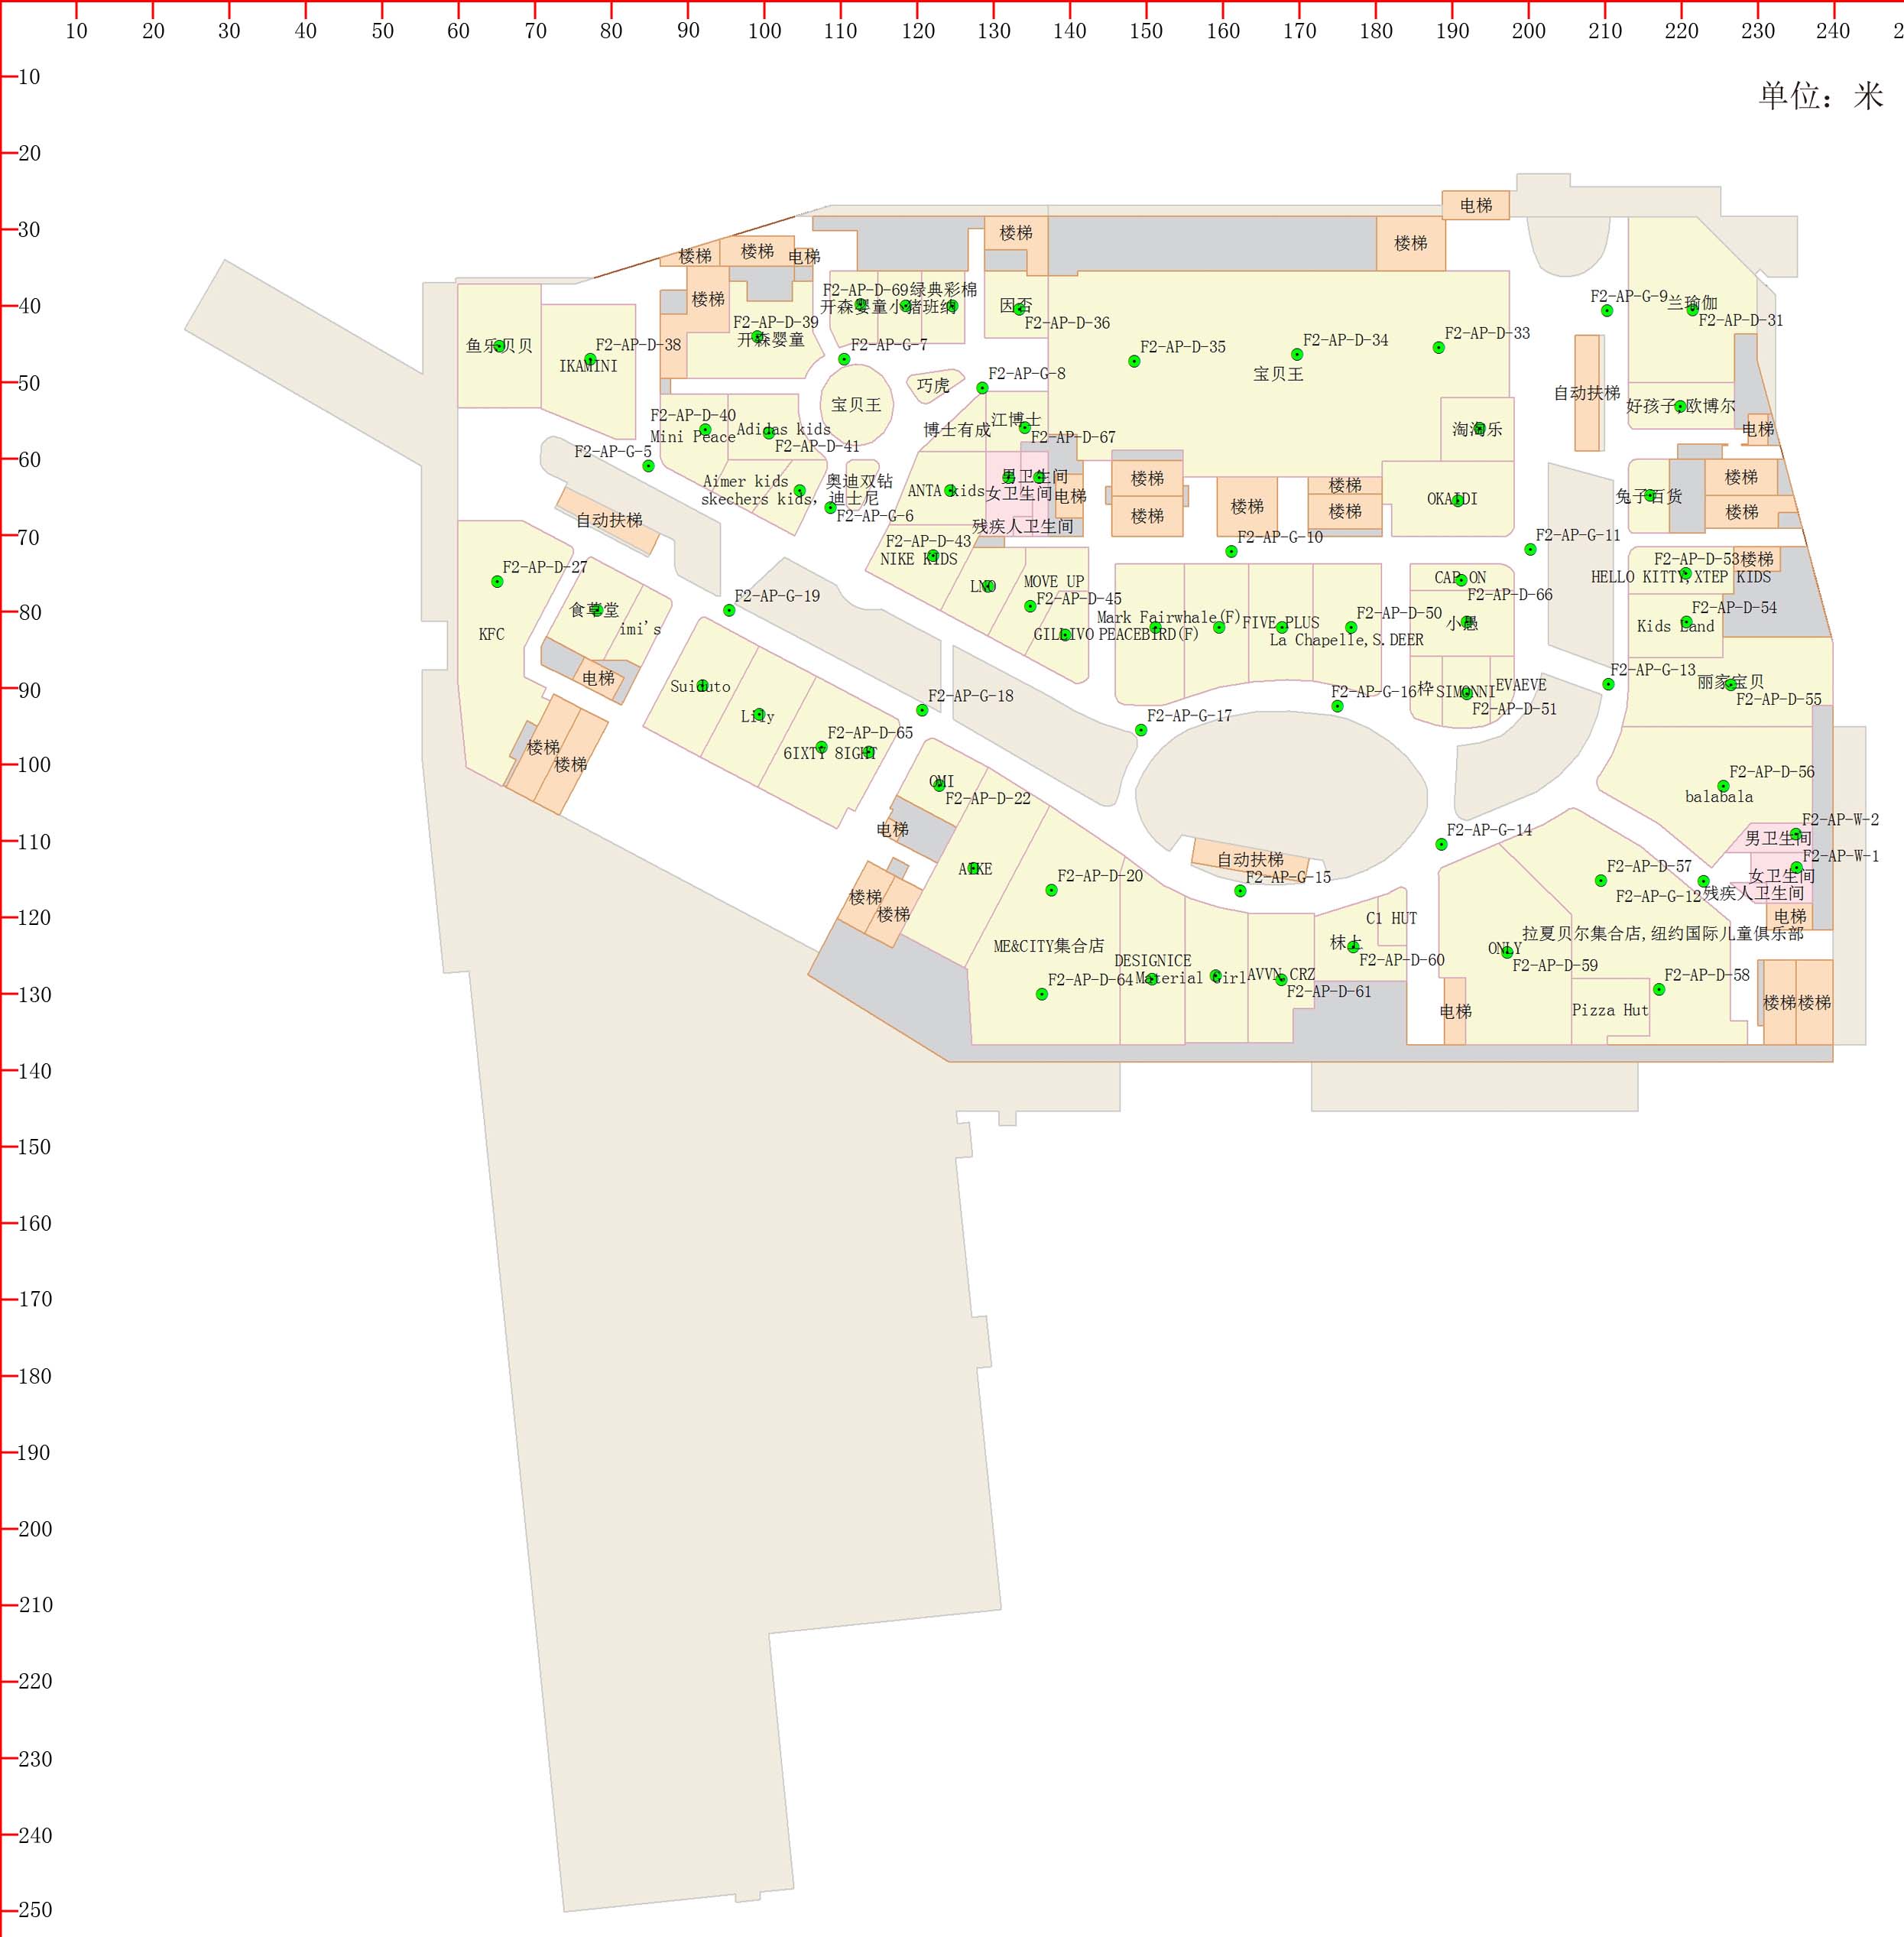 10 20 30 40 50 60 70 80 90 100 110 120 130 140 150 160 170 180 190 200 210 220 230 240 2
10
单位：米
20
电梯
30
楼梯 楼梯 电梯 楼梯 楼梯
楼梯
F2-AP-D-69 绿典彩棉
开森婴童 小猪班纳
因否
F2-AP-D-36
F2-AP-G-9
兰瑜伽
F2-AP-D-31
40
F2-AP-D-39
开森婴童
F2-AP-D-33
鱼乐贝贝
F2-AP-D-38
IKAMINI
F2-AP-G-7
F2-AP-D-35
F2-AP-D-34
宝贝王
F2-AP-G-8
巧虎
自动扶梯
50
宝贝王
好孩子,欧博尔
F2-AP-D-40
Mini Peace
Adidas kids
F2-AP-D-41
江博士
博士有成
F2-AP-D-67
淘淘乐
电梯
F2-AP-G-5
60
Aimer kids
skechers kids,
奥迪双钻
迪士尼
F2-AP-G-6
ANTA kids
男卫生间
女卫生间
电梯
楼梯
楼梯
楼梯
楼梯
楼梯
OKAIDI
兔子百货
楼梯
楼梯
自动扶梯
残疾人卫生间
70
F2-AP-D-43
NIKE KIDS
F2-AP-G-10
F2-AP-G-11
F2-AP-D-53
楼梯
F2-AP-D-27
LNO
MOVE UP
CAP ON
HELLO KITTY,XTEP KIDS
F2-AP-G-19
F2-AP-D-45
F2-AP-D-66
80
食草堂
imi's
KFC
GILLIVO
Mark Fairwhale(F)
PEACEBIRD(F)
FIVE PLUS
F2-AP-D-50
La Chapelle,S.DEER
小愚
F2-AP-D-54
Kids Land
电梯
90
Suiduto
F2-AP-G-18
F2-AP-G-16
SIMONNI
EVAEVE
F2-AP-D-51
F2-AP-G-13
丽家宝贝
F2-AP-D-55
Lily
F2-AP-G-17
F2-AP-D-65
6IXTY 8IGHT
楼梯
楼梯
100
OMI
F2-AP-D-22
F2-AP-D-56
balabala
电梯
110
F2-AP-W-2
男卫生间
F2-AP-G-14
自动扶梯
F2-AP-W-1
F2-AP-D-20
F2-AP-G-15
F2-AP-D-57
女卫生间
F2-AP-G-12
残疾人卫生间
楼梯
楼梯
120
C1 HUT
电梯
拉夏贝尔集合店,纽约国际儿童俱乐部
ME&CITY集合店
ONLY
F2-AP-D-60
F2-AP-D-59
DESIGNICE
F2-AP-D-64
Material Girl
AVVN CRZ
F2-AP-D-61
F2-AP-D-58
130
电梯
Pizza Hut
楼梯 楼梯
140
150
160
170
180
190
200
210
220
230
240
250